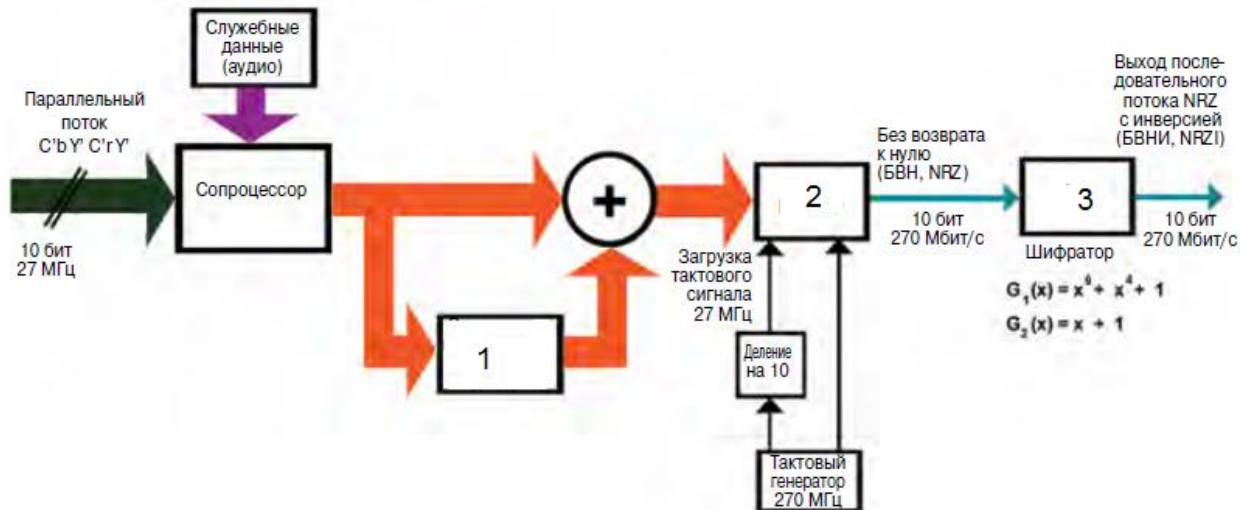 Служебные
данные
(аудио)
Параллельный
поток
C'b Y' C'r Y'
10 бит
27 МГц
Сопроцессор
+
1
Загрузка
тактового
сигнала
27 МГц
2
Деление
на 10
Тактовый
генератор
270 МГц
Без возврата
к нулю
(БВН, NRZ)
10 бит
270 Мбит/с
3
Шифратор
G₁(x) = x⁹ + x⁴ + 1
G₂(x) = x + 1
Выход после-
довательного
потока NRZ
с инверсией
(БВНИ, NRZI)
10 бит
270 Мбит/с